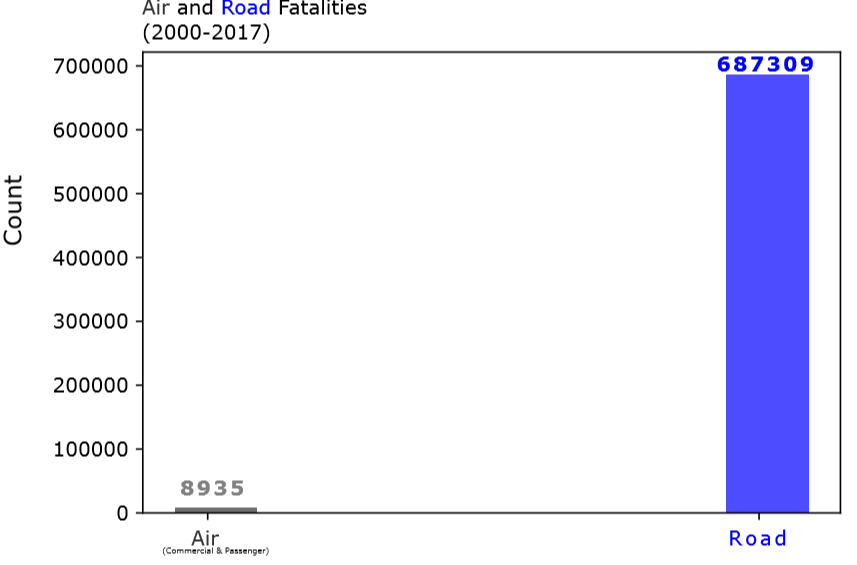 Air and Road Fatalities
(2000-2017)
Count
700000
600000
500000
400000
300000
200000
100000
0
687309
8935
Air
(Commercial & Passenger)
Road